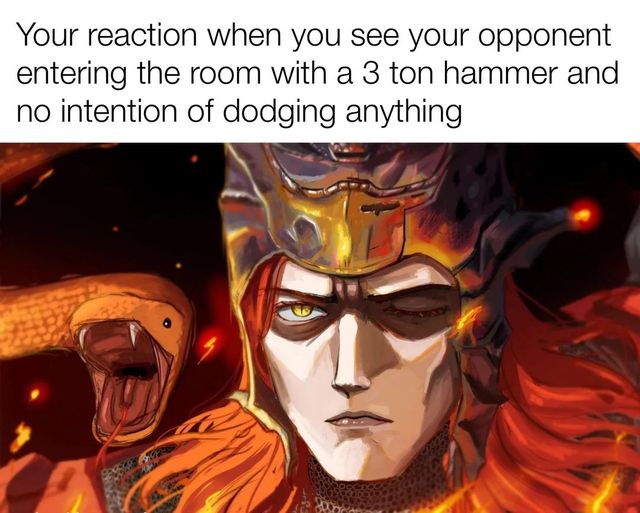 Your reaction when you see your opponent
entering the room with a 3 ton hammer and
no intention of dodging anything